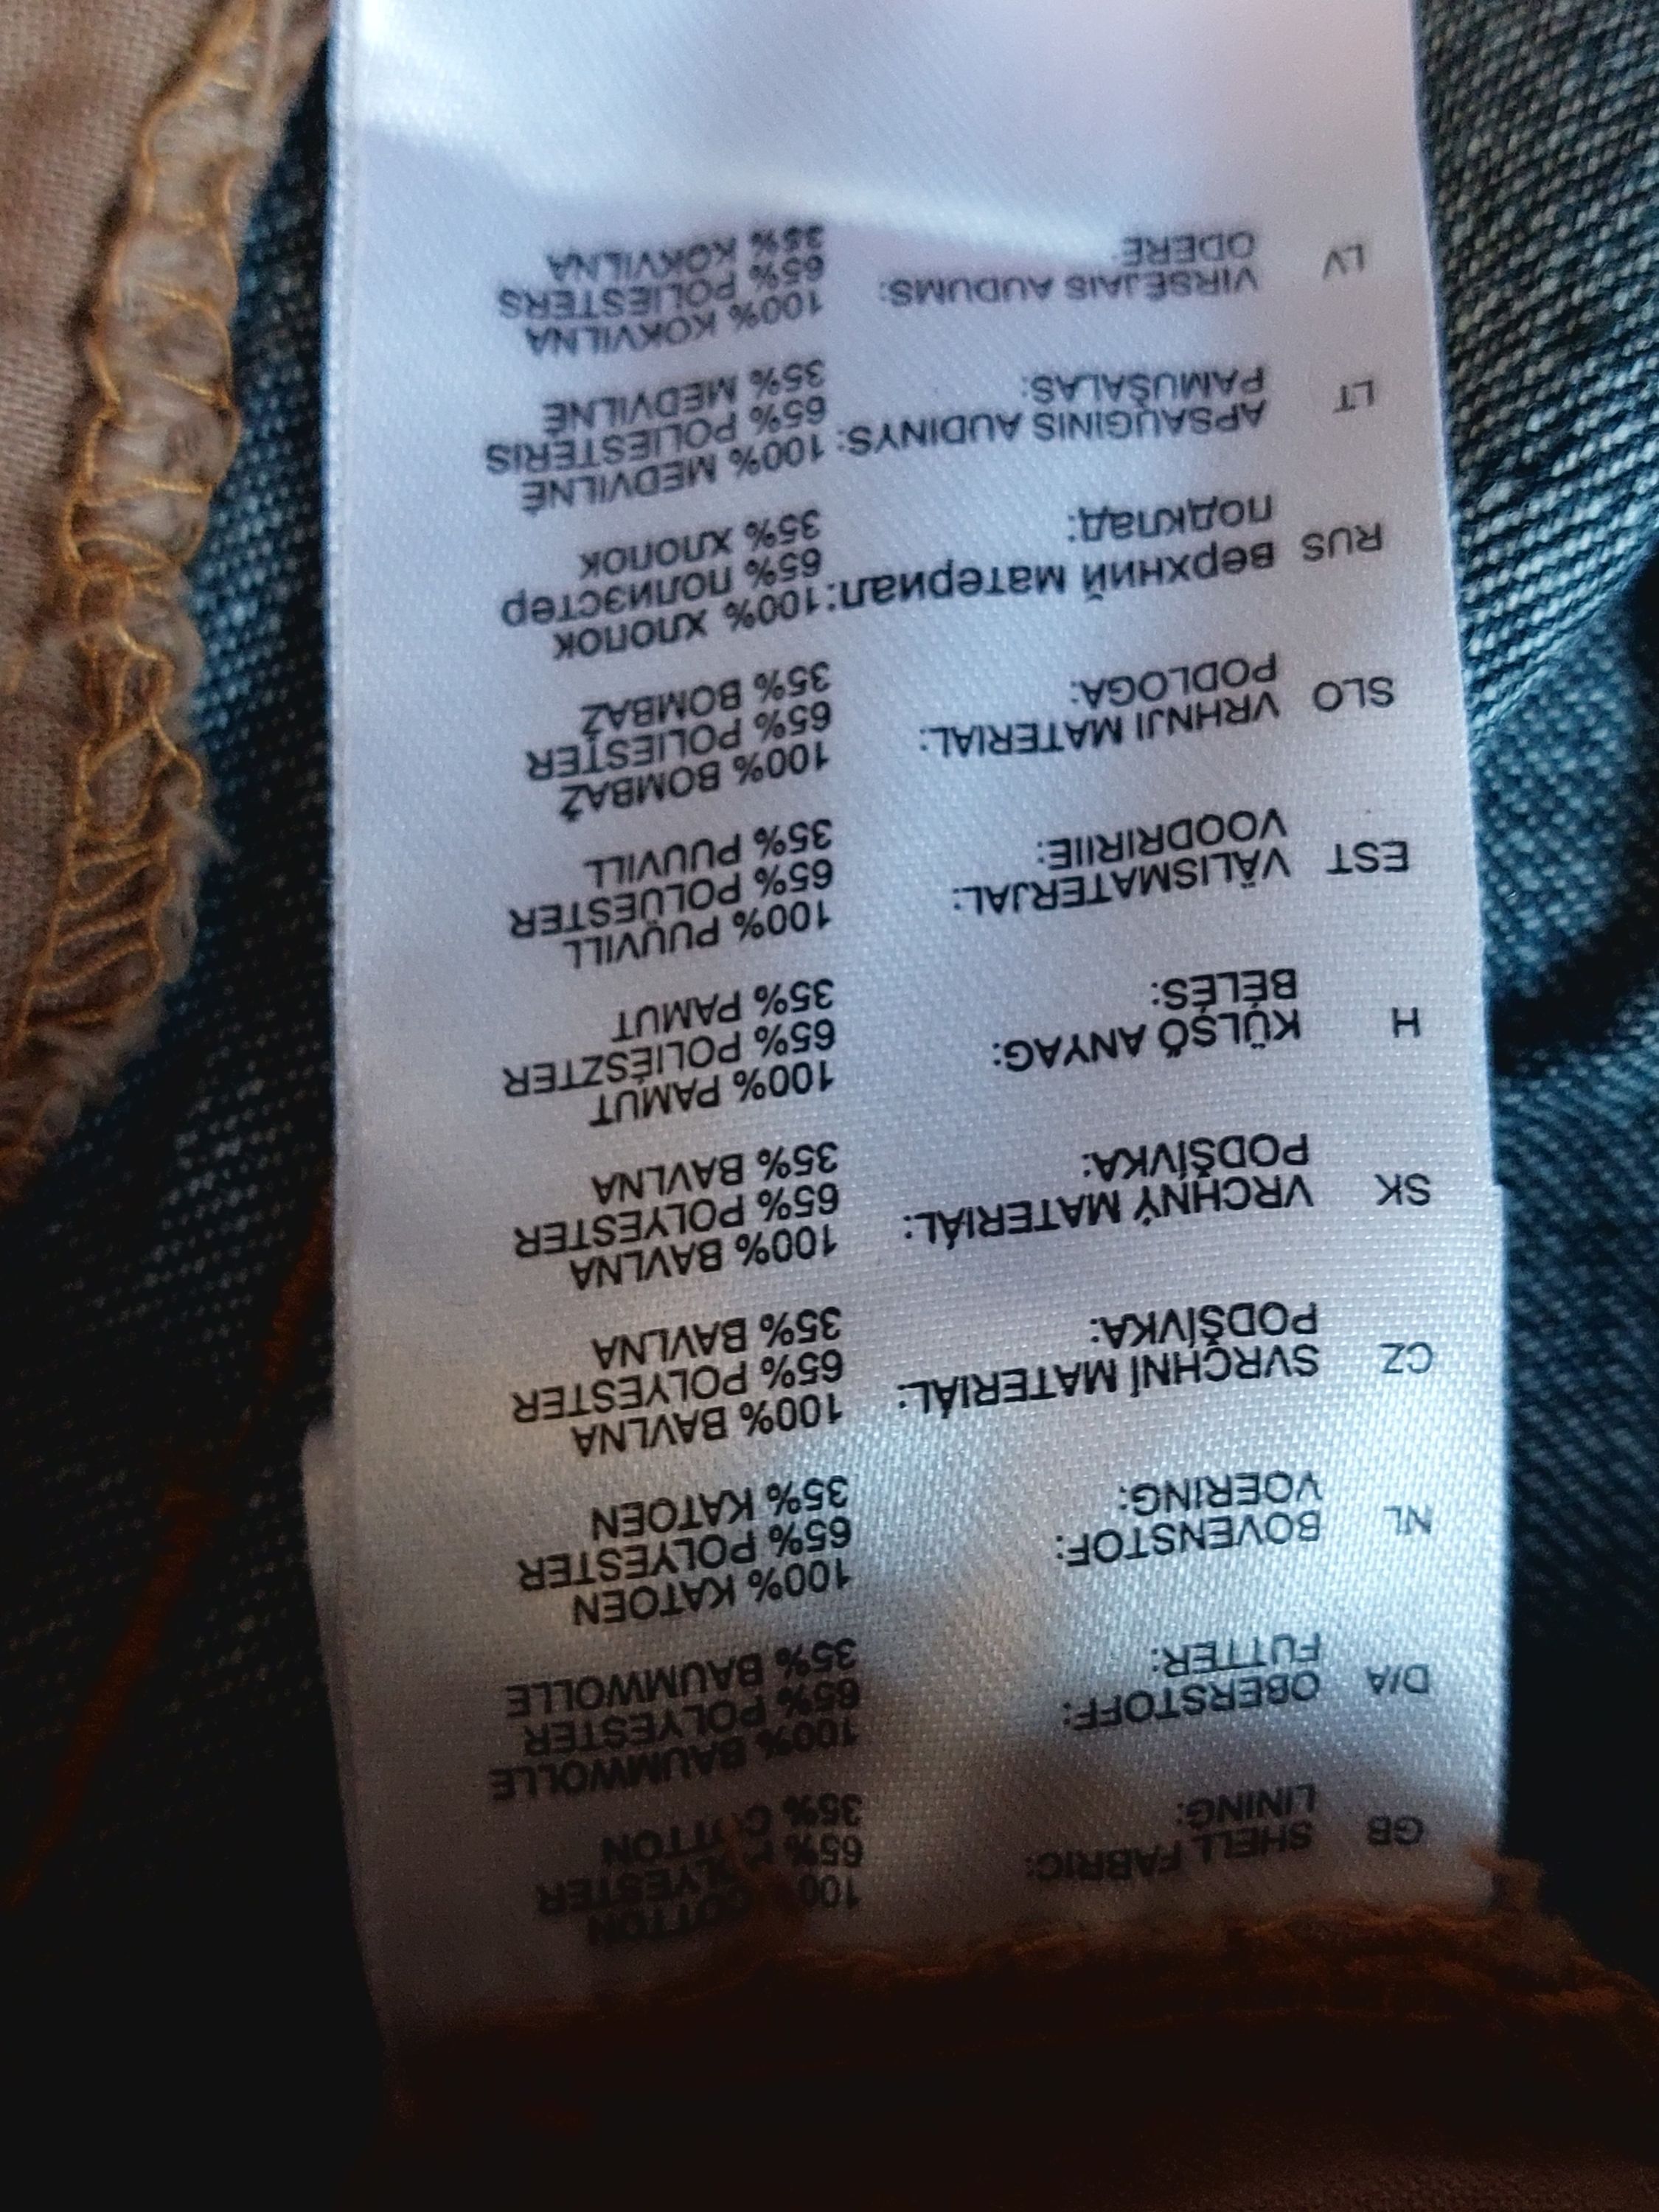 GB SHELL FABRIC: 100% COTTON
LINING: 65% POLYESTER
35% COTTON
D/A OBERSTOFF: 100% BAUMWOLLE
FUTTER: 65% POLYESTER
35% BAUMWOLLE
NL BOVENSTOF: 100% KATOEN
VOERING: 65% POLYESTER
35% KATOEN
CZ SVRCHNÍ MATERIÁL: 100% BAVLNA
PODŠÍVKA: 65% POLYESTER
35% BAVLNA
SK VRCHNÝ MATERIÁL: 100% BAVLNA
PODŠÍVKA: 65% POLYESTER
35% BAVLNA
H KÜLSŐ ANYAG: 100% PAMUT
BÉLÉS: 65% POLIÉSZTER
35% PAMUT
EST VÄLISMATERJAL: 100% PUUVILL
VOODRIRIIE: 65% POLÜESTER
35% PUUVILL
SLO VRHNJI MATERIAL: 100% BOMBAŽ
PODLOGA: 65% POLIESTER
35% BOMBAŽ
RUS верхний материал: 100% хлопок
подклад: 65% полиэстер
35% хлопок
LT APSAUGINIS AUDINYS: 100% MEDVILNĖ
PAMUŠALAS: 65% POLIESTERIS
35% MEDVILNĖ
LV VIRSĒJAIS AUDUMS: 100% KOKVILNA
ODERE: 65% POLIESTERS
35% KOKVILNA